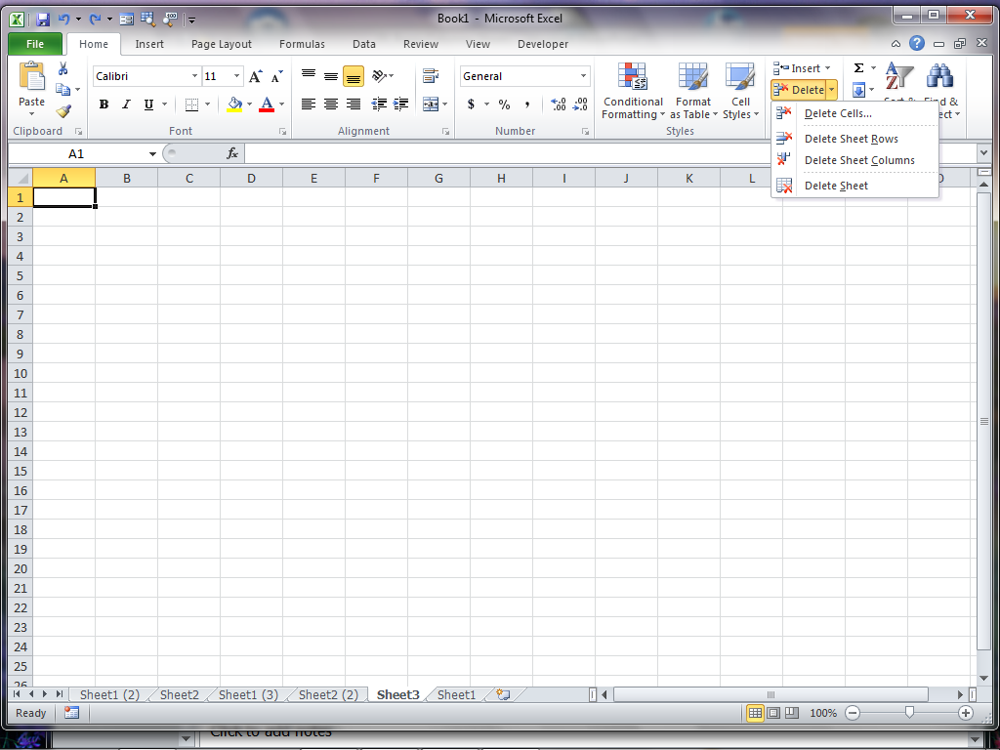 Book1 - Microsoft Excel
File Home Insert Page Layout Formulas Data Review View Developer
Calibri 11 General Insert Σ
Paste B I U A $ % , Conditional Formatting Format as Table Cell Styles Delete
Clipboard Font Alignment Number Styles
Delete Cells...
Delete Sheet Rows
Delete Sheet Columns
Delete Sheet
A1 fx
A B C D E F G H I J K L
1
2
3
4
5
6
7
8
9
10
11
12
13
14
15
16
17
18
19
20
21
22
23
24
25
26
Sheet1 (2) Sheet2 Sheet1 (3) Sheet2 (2) Sheet3 Sheet1
Ready 100%
Click to add notes